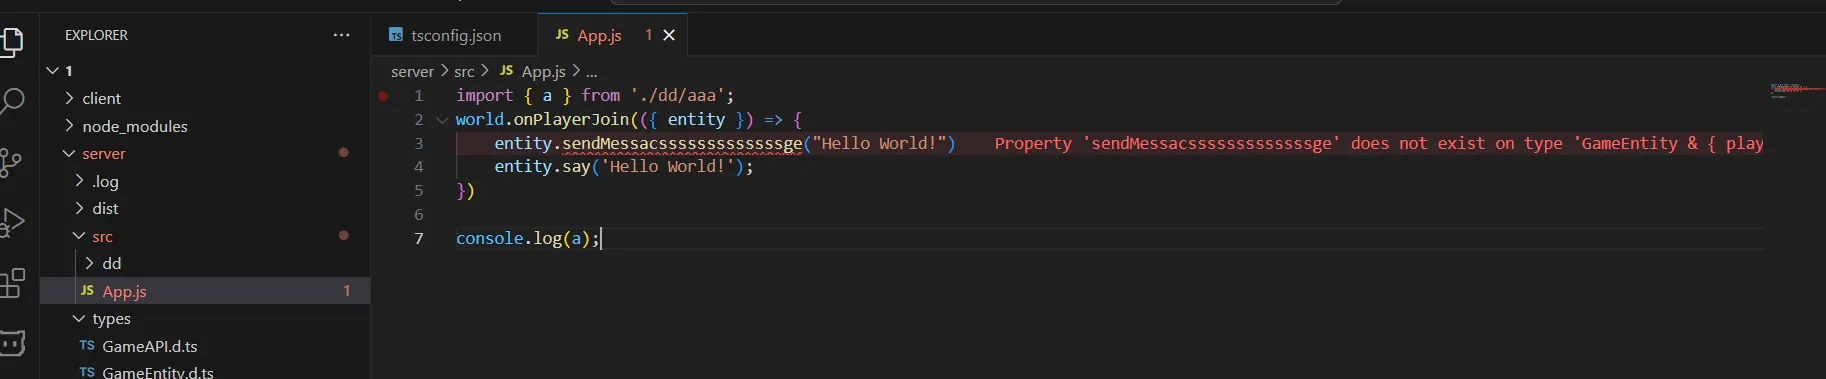 EXPLORER ...
1
client
node_modules
server
.log
dist
src
dd
JS App.js 1
types
TS GameAPI.d.ts
TS GameEntity.d.ts
TS tsconfig.json
JS App.js 1
server > src > JS App.js > ...
1 import { a } from './dd/aaa';
2 world.onPlayerJoin(({ entity }) => {
3 entity.sendMessacsssssssssssssge("Hello World!") Property 'sendMessacsssssssssssssge' does not exist on type 'GameEntity & { play
4 entity.say('Hello World!');
5 })
6
7 console.log(a);